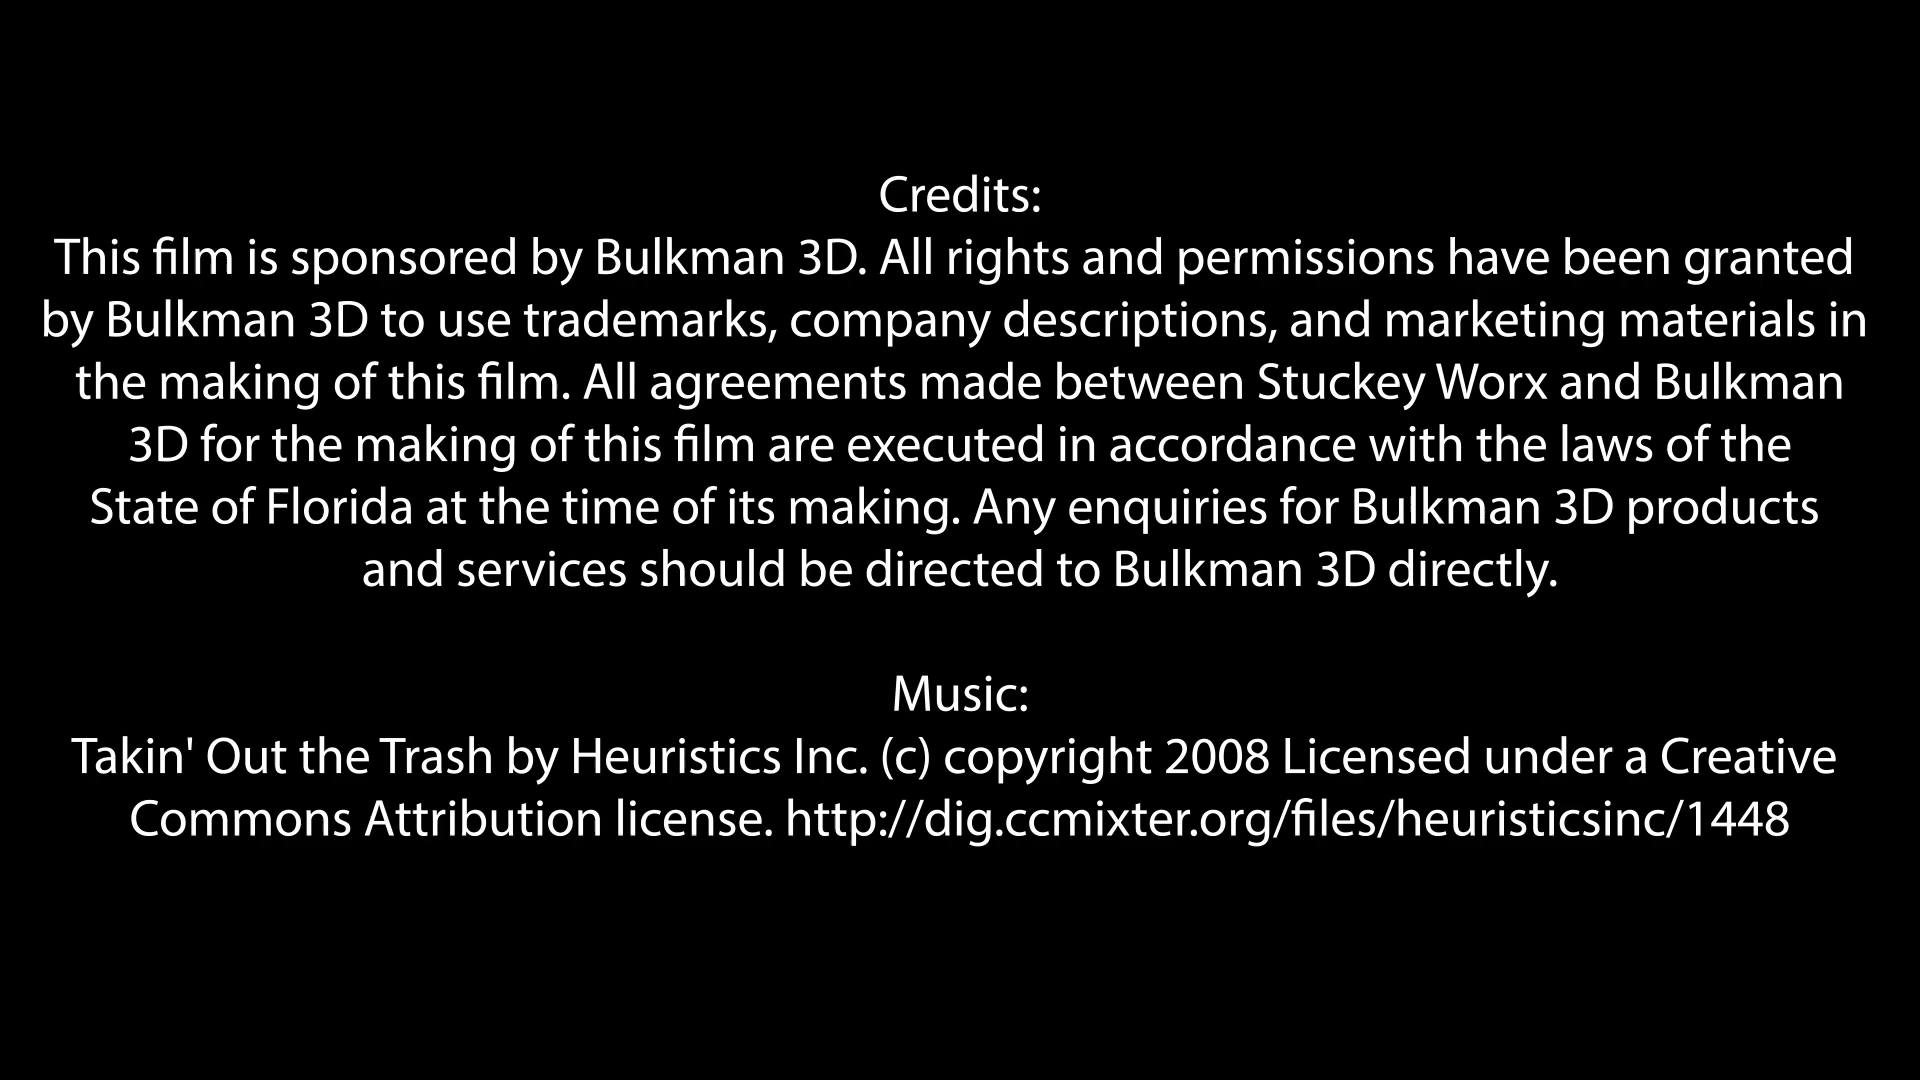 Credits:
This film is sponsored by Bulkman 3D. All rights and permissions have been granted
by Bulkman 3D to use trademarks, company descriptions, and marketing materials in
the making of this film. All agreements made between Stuckey Worx and Bulkman
3D for the making of this film are executed in accordance with the laws of the
State of Florida at the time of its making. Any enquiries for Bulkman 3D products
and services should be directed to Bulkman 3D directly.
Music:
Takin' Out the Trash by Heuristics Inc. (c) copyright 2008 Licensed under a Creative
Commons Attribution license. http://dig.ccmixter.org/files/heuristicsinc/1448